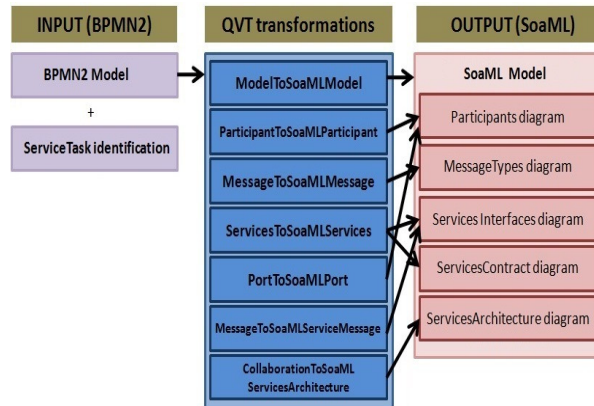 INPUT (BPMN2)
BPMN2 Model
+
ServiceTask identification
QVT transformations
ModelToSoaMLModel
ParticipantToSoaMLParticipant
MessageToSoaMLMessage
ServicesToSoaMLServices
PortToSoaMLPort
MessageToSoaMLServiceMessage
CollaborationToSoaML
ServicesArchitecture
OUTPUT (SoaML)
SoaML Model
Participants diagram
MessageTypes diagram
Services Interfaces diagram
ServicesContract diagram
ServicesArchitecture diagram